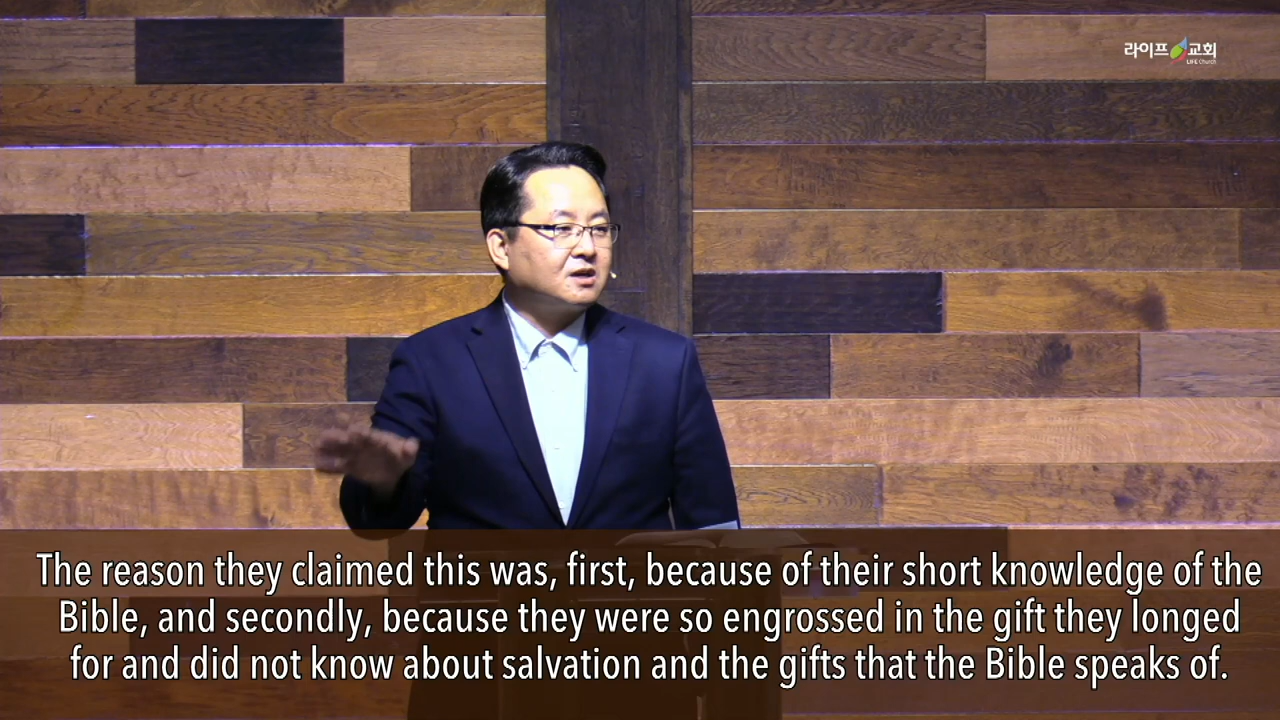 라이프교회
LIFE Church
The reason they claimed this was, first, because of their short knowledge of the
Bible, and secondly, because they were so engrossed in the gift they longed
for and did not know about salvation and the gifts that the Bible speaks of.